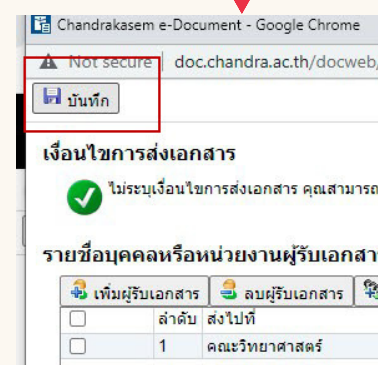 Chandrakasem e-Document - Google Chrome
Not secure | doc.chandra.ac.th/docweb/
บันทึก
เงื่อนไขการส่งเอกสาร
ไม่ระบุเงื่อนไขการส่งเอกสาร คุณสามารถ
รายชื่อบุคคลหรือหน่วยงานผู้รับเอกสาร
เพิ่มผู้รับเอกสาร ลบผู้รับเอกสาร
ลำดับ ส่งไปที่
1 คณะวิทยาศาสตร์